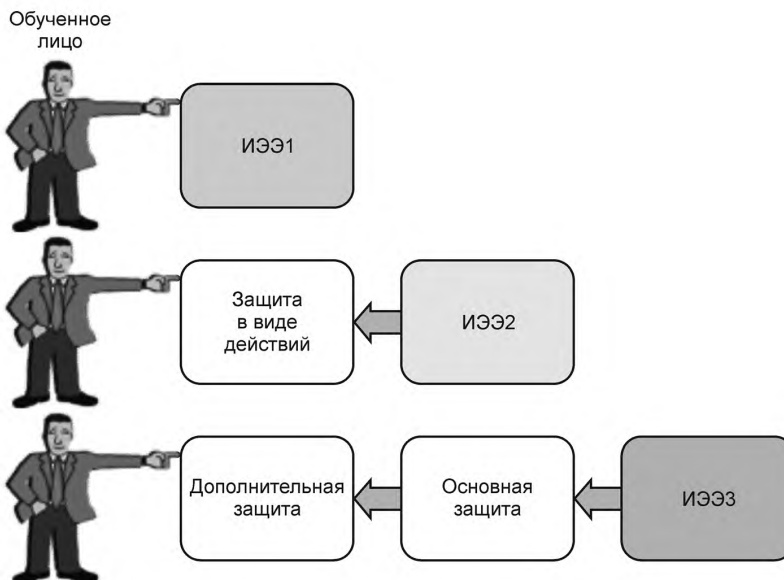 Обученное
лицо
ИЭЭ1
Защита
в виде
действий
ИЭЭ2
Дополнительная
защита
Основная
защита
ИЭЭ3